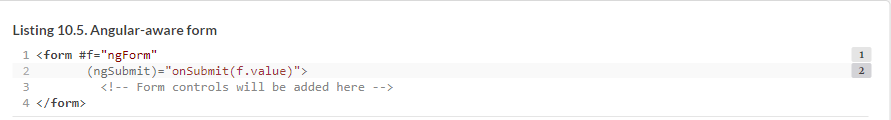 Listing 10.5. Angular-aware form
1 <form #f="ngForm" 1
2 (ngSubmit)="onSubmit(f.value)"> 2
3 <!-- Form controls will be added here -->
4 </form>